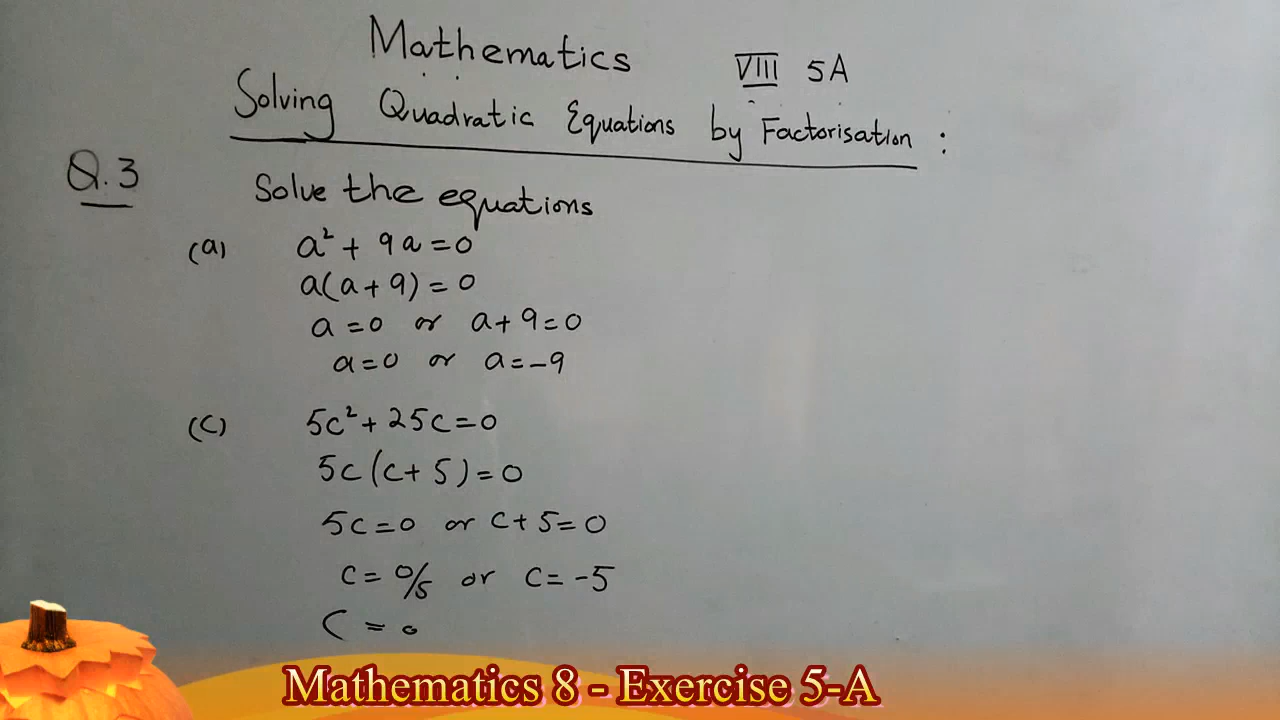 Mathematics
VIII 5A
Solving Quadratic Equations by Factorisation :
Q.3 Solve the equations
(a) a² + 9a = 0
a(a + 9) = 0
a = 0 or a + 9 = 0
a = 0 or a = -9
(c) 5c² + 25c = 0
5c (c + 5) = 0
5c = 0 or c + 5 = 0
c = 0/5 or c = -5
c = 0
Mathematics 8 - Exercise 5-A